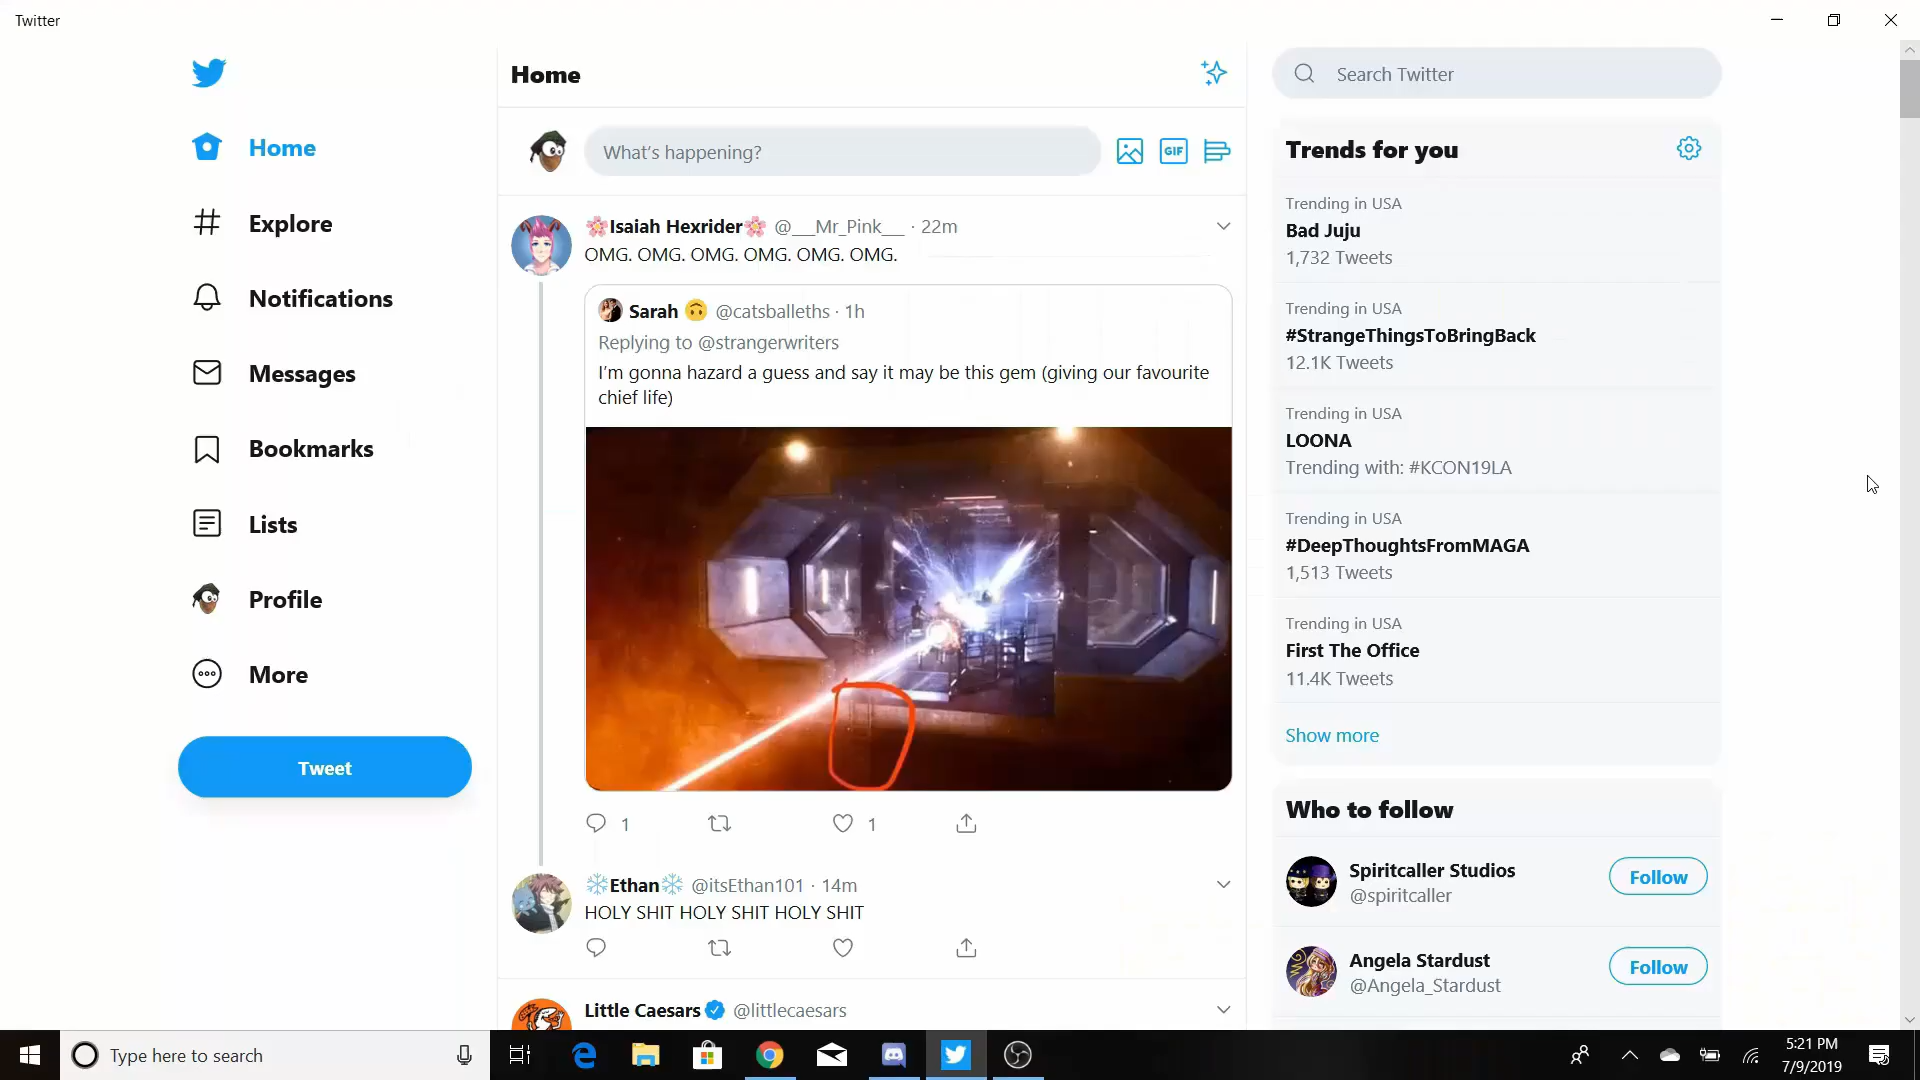 Twitter
Home
Explore
Notifications
Messages
Bookmarks
Lists
Profile
More
Tweet
Home
What's happening?
GIF
🌸Isaiah Hexrider🌸 @___Mr_Pink___ · 22m
OMG. OMG. OMG. OMG. OMG. OMG.
Sarah 🙃 @catsballeths · 1h
Replying to @strangerwriters
I'm gonna hazard a guess and say it may be this gem (giving our favourite
chief life)
1 1
❄️Ethan❄️ @itsEthan101 · 14m
HOLY SHIT HOLY SHIT HOLY SHIT
Little Caesars @littlecaesars
Search Twitter
Trends for you
Trending in USA
Bad Juju
1,732 Tweets
Trending in USA
#StrangeThingsToBringBack
12.1K Tweets
Trending in USA
LOONA
Trending with: #KCON19LA
Trending in USA
#DeepThoughtsFromMAGA
1,513 Tweets
Trending in USA
First The Office
11.4K Tweets
Show more
Who to follow
Spiritcaller Studios
@spiritcaller
Follow
Angela Stardust
@Angela_Stardust
Follow
Type here to search
5:21 PM
7/9/2019